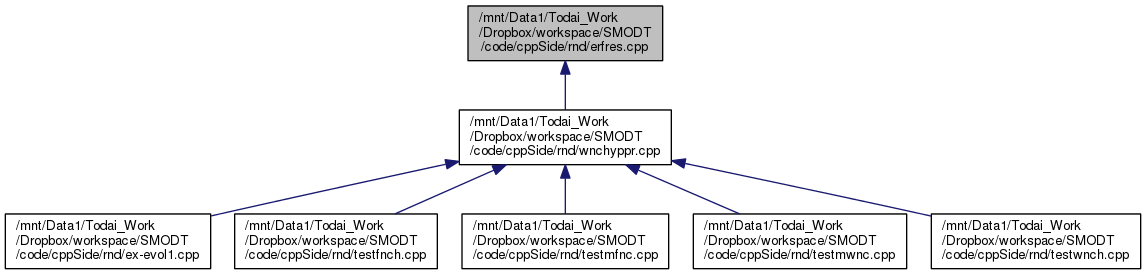 /mnt/Data1/Todai_Work
/Dropbox/workspace/SMODT
/code/cppSide/rnd/erfres.cpp
/mnt/Data1/Todai_Work
/Dropbox/workspace/SMODT
/code/cppSide/rnd/wnchyppr.cpp
/mnt/Data1/Todai_Work
/Dropbox/workspace/SMODT
/code/cppSide/rnd/ex-evol1.cpp
/mnt/Data1/Todai_Work
/Dropbox/workspace/SMODT
/code/cppSide/rnd/testfnch.cpp
/mnt/Data1/Todai_Work
/Dropbox/workspace/SMODT
/code/cppSide/rnd/testmfnc.cpp
/mnt/Data1/Todai_Work
/Dropbox/workspace/SMODT
/code/cppSide/rnd/testmwnc.cpp
/mnt/Data1/Todai_Work
/Dropbox/workspace/SMODT
/code/cppSide/rnd/testwnch.cpp